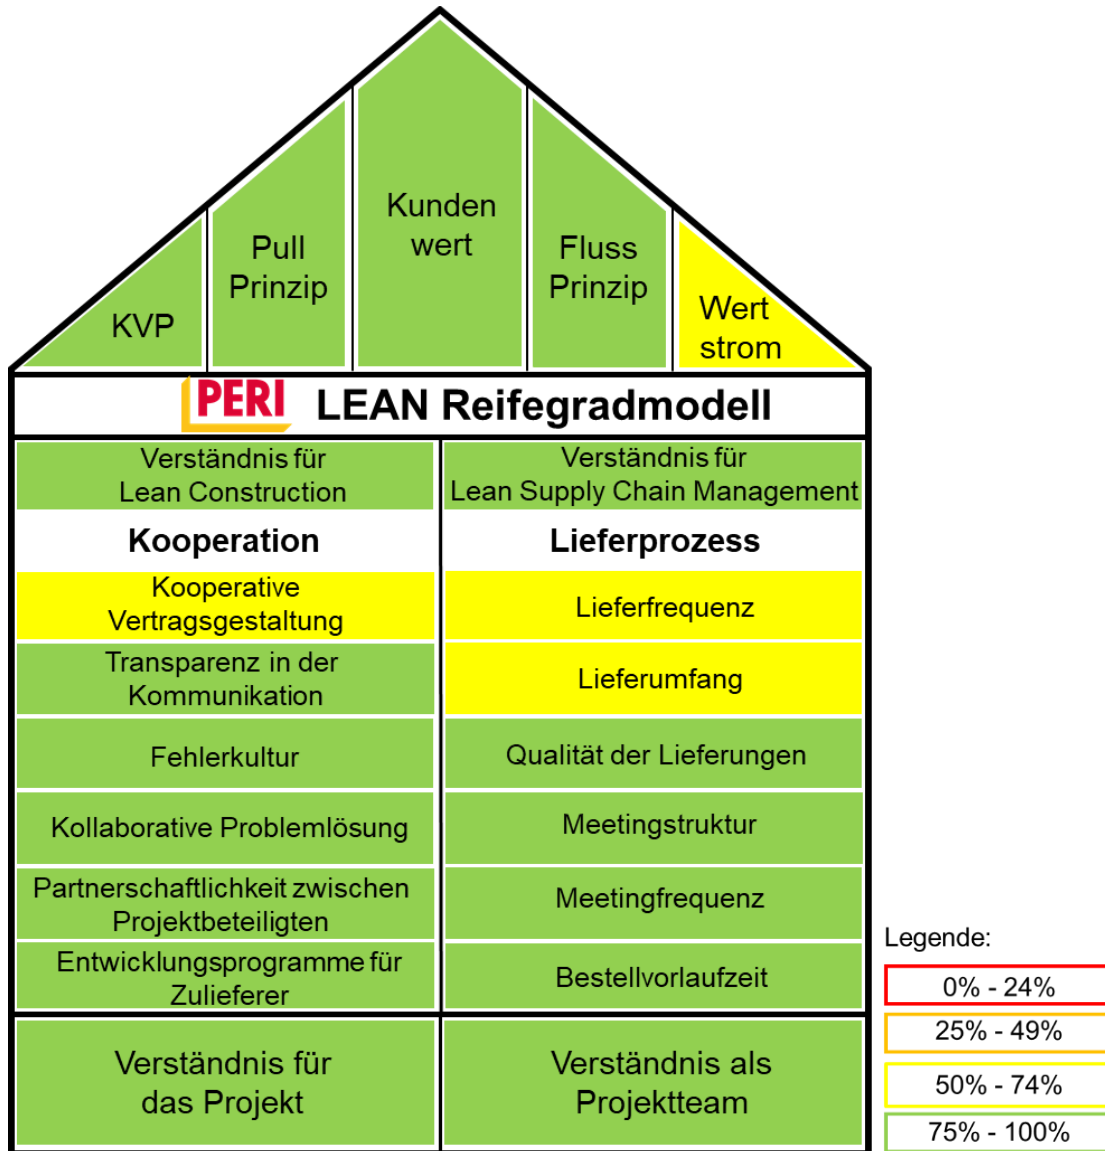 Kunden
wert
Pull
Prinzip
Fluss
Prinzip
KVP
Wert
strom
PERI LEAN Reifegradmodell
Verständnis für
Lean Construction
Verständnis für
Lean Supply Chain Management
Kooperation
Lieferprozess
Kooperative
Vertragsgestaltung
Lieferfrequenz
Transparenz in der
Kommunikation
Lieferumfang
Fehlerkultur
Qualität der Lieferungen
Kollaborative Problemlösung
Meetingstruktur
Partnerschaftlichkeit zwischen
Projektbeteiligten
Meetingfrequenz
Entwicklungsprogramme für
Zulieferer
Bestellvorlaufzeit
Verständnis für
das Projekt
Verständnis als
Projektteam
Legende:
0% - 24%
25% - 49%
50% - 74%
75% - 100%